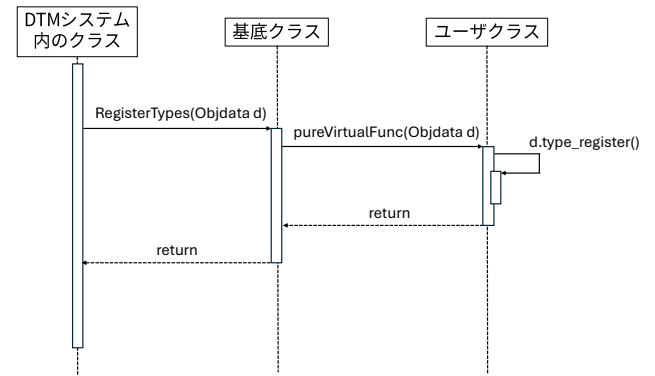 DTMシステム
内のクラス
基底クラス
ユーザクラス
RegisterTypes(Objdata d)
pureVirtualFunc(Objdata d)
d.type_register()
return
return